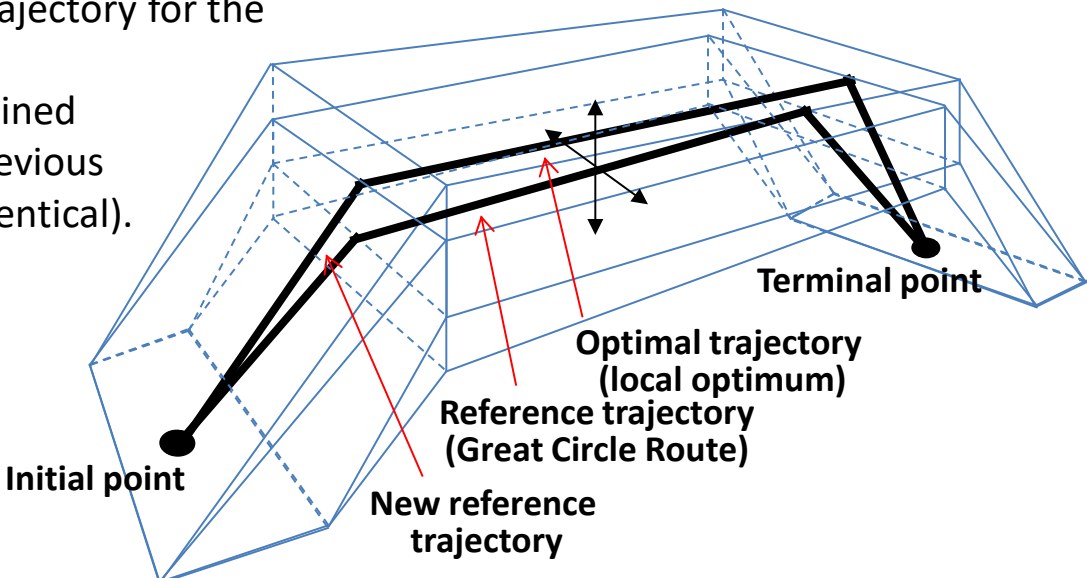 ajectory for the
ined
evious
entical).
Terminal point
Optimal trajectory
(local optimum)
Reference trajectory
(Great Circle Route)
Initial point
New reference
trajectory